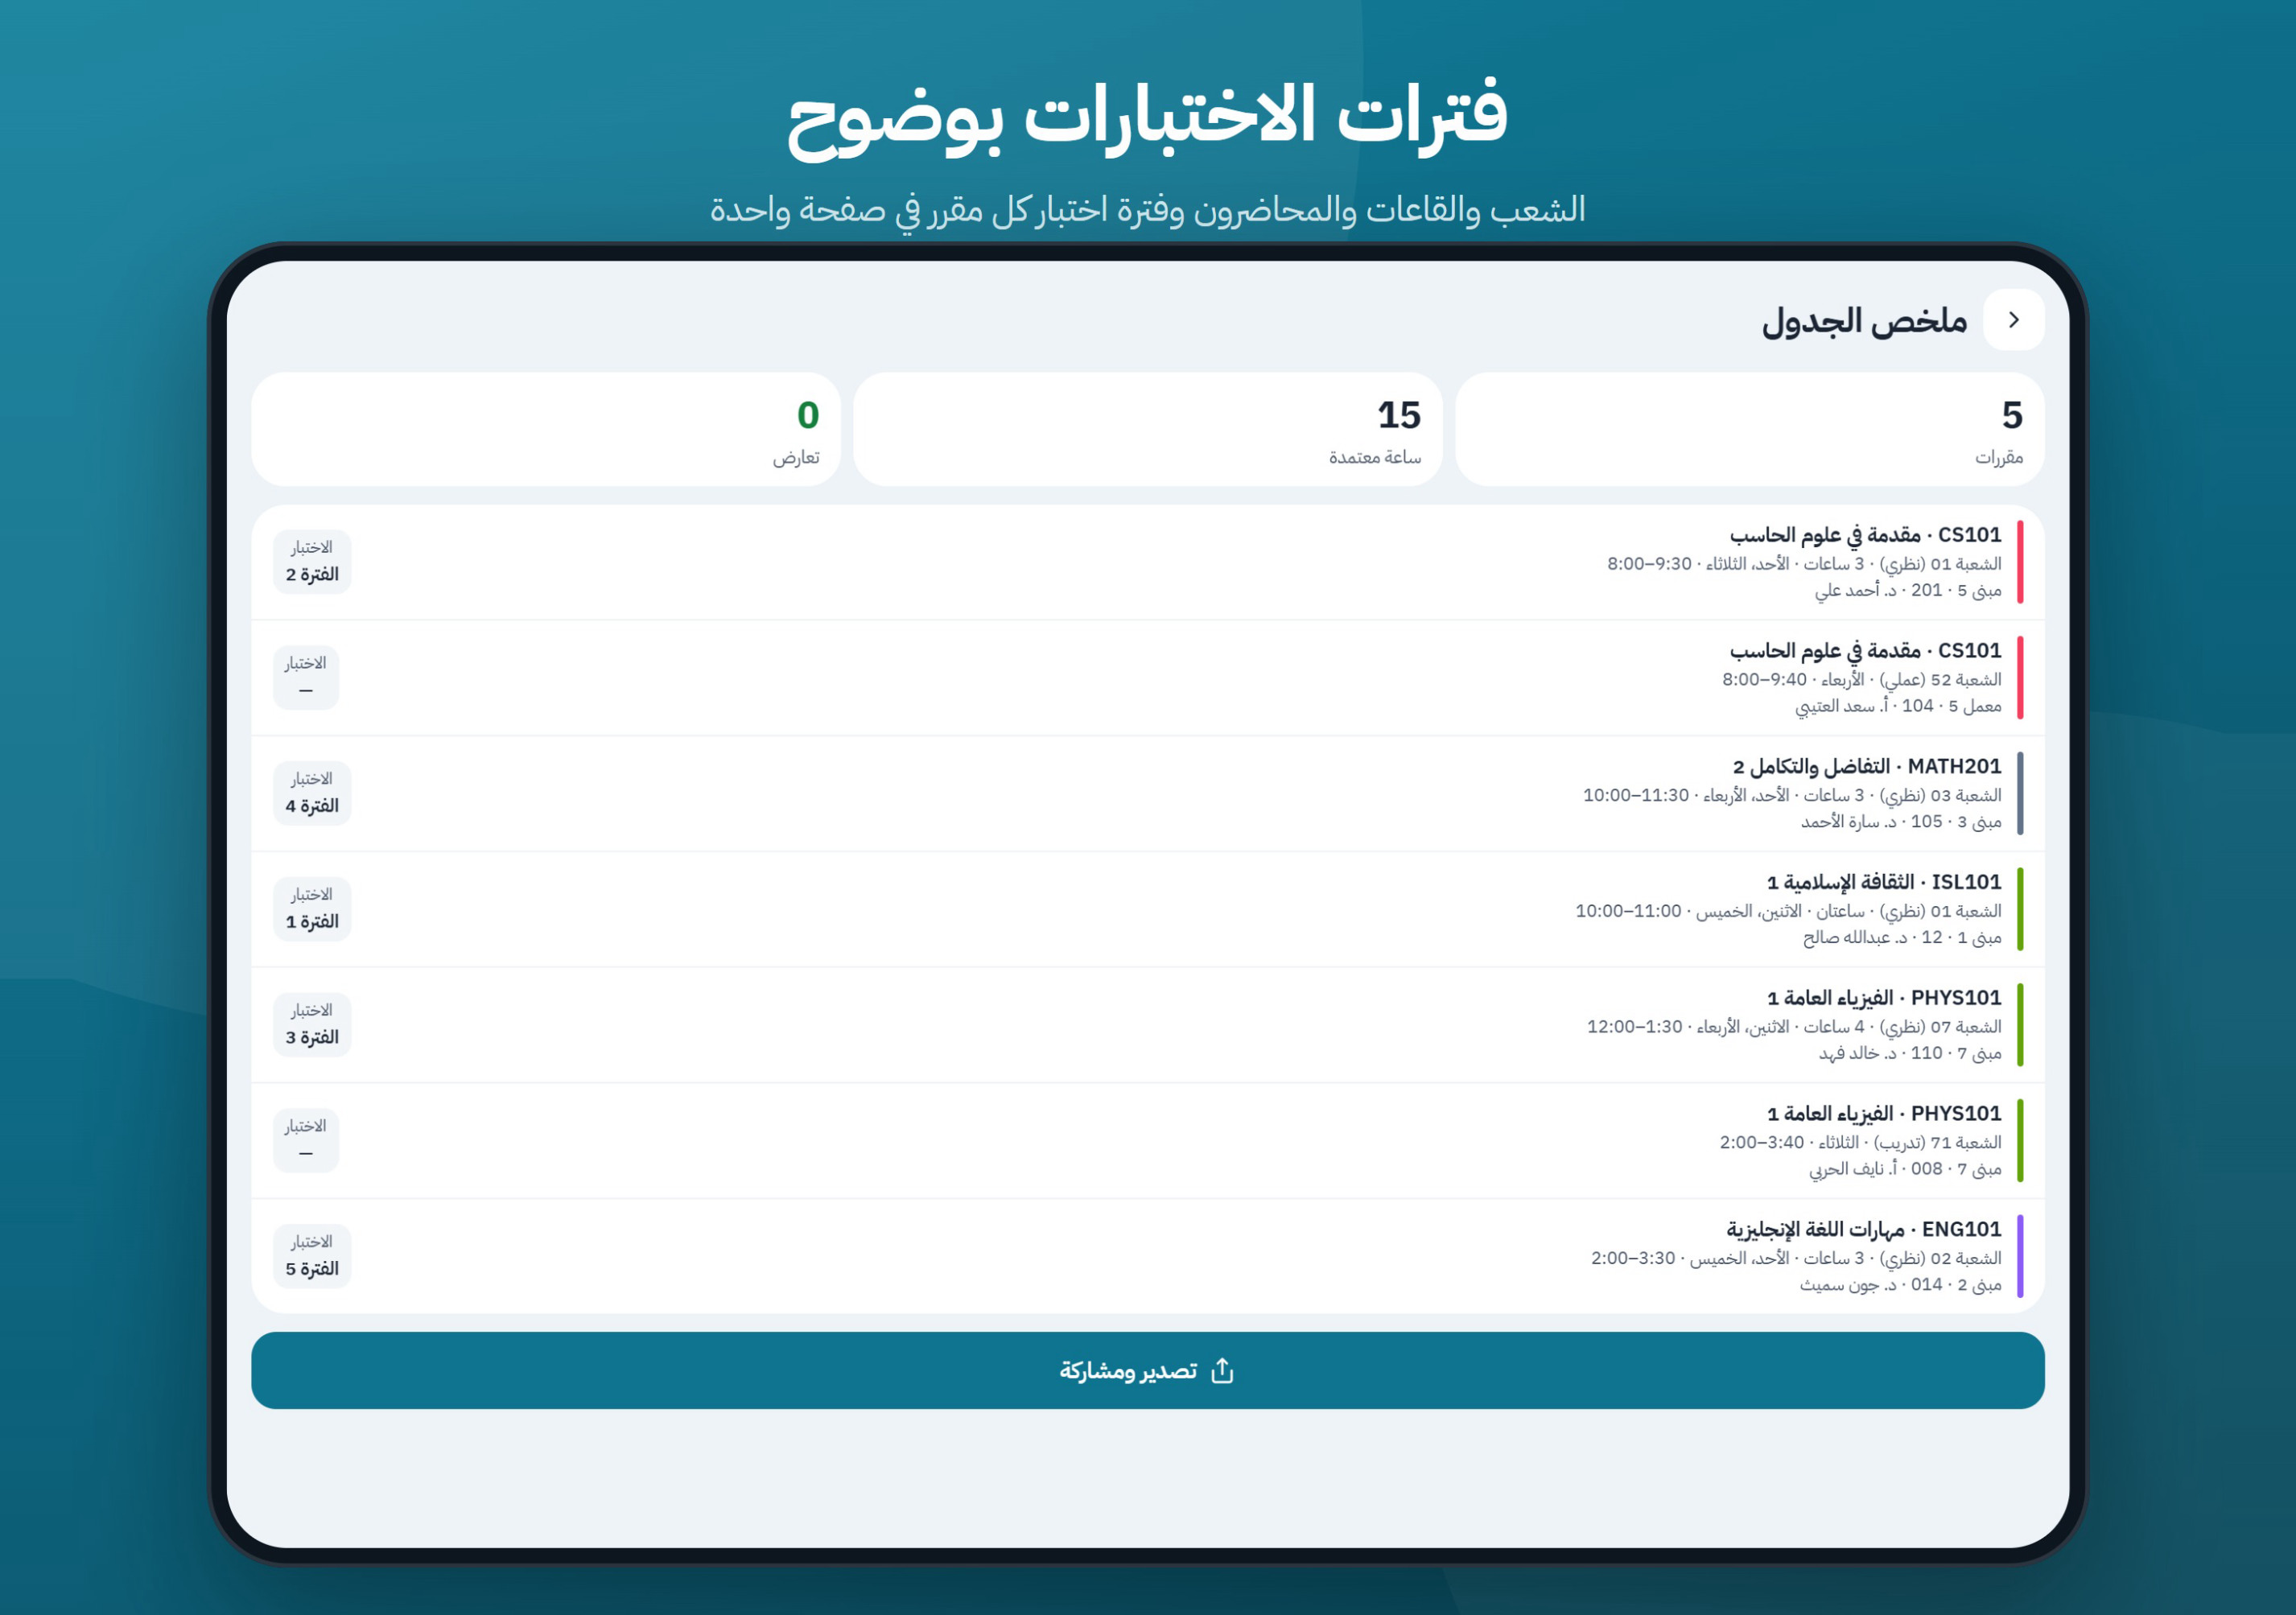 فترات الاختبارات بوضوح
الشعب والقاعات والمحاضرون وفترة اختبار كل مقرر في صفحة واحدة
ملخص الجدول
5
مقررات
15
ساعة معتمدة
0
تعارض
CS101 · مقدمة في علوم الحاسب
الشعبة 01 (نظري) · 3 ساعات · الأحد، الثلاثاء · 8:00–9:30
مبنى 5 · 201 · د. أحمد علي
الاختبار
الفترة 2
CS101 · مقدمة في علوم الحاسب
الشعبة 52 (عملي) · الأربعاء · 8:00–9:40
معمل 5 · 104 · أ. سعد العتيبي
الاختبار
—
MATH201 · التفاضل والتكامل 2
الشعبة 03 (نظري) · 3 ساعات · الأحد، الأربعاء · 10:00–11:30
مبنى 3 · 105 · د. سارة الأحمد
الاختبار
الفترة 4
ISL101 · الثقافة الإسلامية 1
الشعبة 01 (نظري) · ساعتان · الاثنين، الخميس · 10:00–11:00
مبنى 1 · 12 · د. عبدالله صالح
الاختبار
الفترة 1
PHYS101 · الفيزياء العامة 1
الشعبة 07 (نظري) · 4 ساعات · الاثنين، الأربعاء · 12:00–1:30
مبنى 7 · 110 · د. خالد فهد
الاختبار
الفترة 3
PHYS101 · الفيزياء العامة 1
الشعبة 71 (تدريب) · الثلاثاء · 2:00–3:40
مبنى 7 · 008 · أ. نايف الحربي
الاختبار
—
ENG101 · مهارات اللغة الإنجليزية
الشعبة 02 (نظري) · 3 ساعات · الأحد، الخميس · 2:00–3:30
مبنى 2 · 014 · د. جون سميث
الاختبار
الفترة 5
تصدير ومشاركة